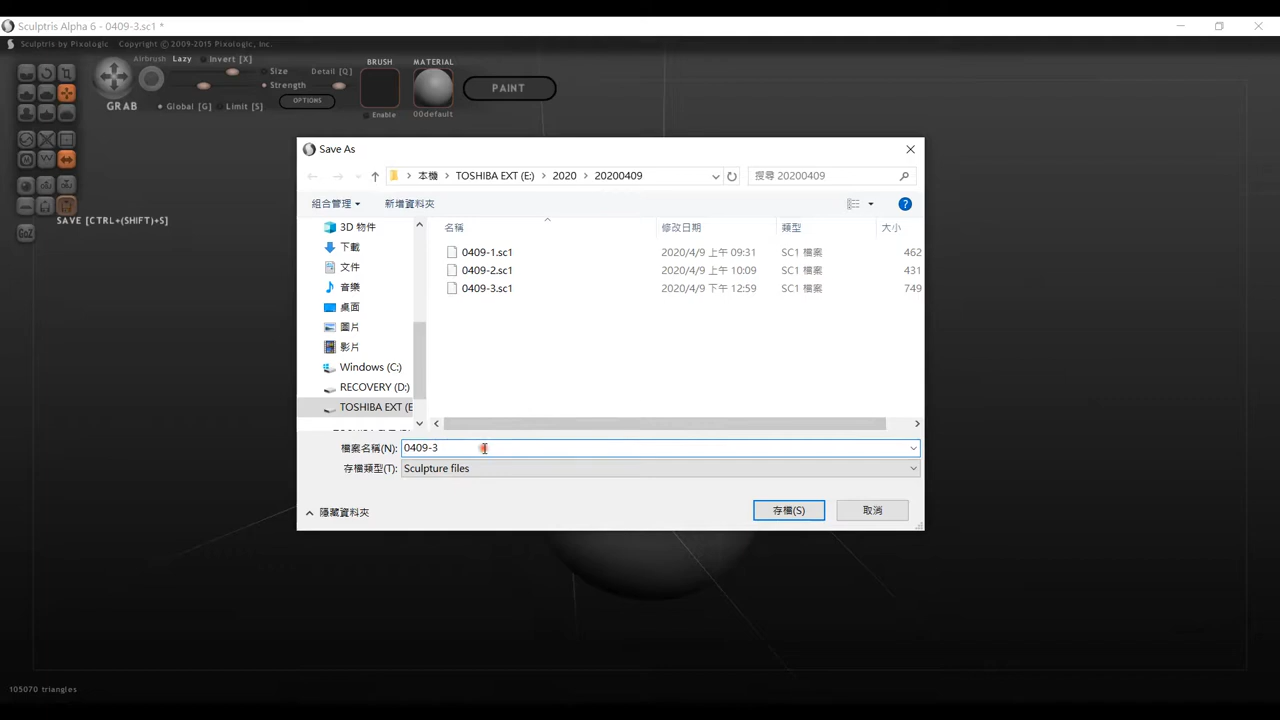 Sculptris Alpha 6 - 0409-3.sc1 *
Sculptris by Pixologic Copyright © 2009-2015 Pixologic, Inc.
Airbrush Lazy Invert [X]
Size Detail [Q]
Strength
GRAB Global [G] Limit [S] OPTIONS
BRUSH
Enable
MATERIAL
00default
PAINT
SAVE [CTRL+(SHIFT)+S]
GoZ
Save As
本機 > TOSHIBA EXT (E:) > 2020 > 20200409
搜尋 20200409
組合管理 新增資料夾
3D 物件
下載
文件
音樂
桌面
圖片
影片
Windows (C:)
RECOVERY (D:)
TOSHIBA EXT (E
名稱 修改日期 類型 大小
0409-1.sc1 2020/4/9 上午 09:31 SC1 檔案 462
0409-2.sc1 2020/4/9 上午 10:09 SC1 檔案 431
0409-3.sc1 2020/4/9 下午 12:59 SC1 檔案 749
檔案名稱(N): 0409-3
存檔類型(T): Sculpture files
隱藏資料夾
存檔(S) 取消
105070 triangles